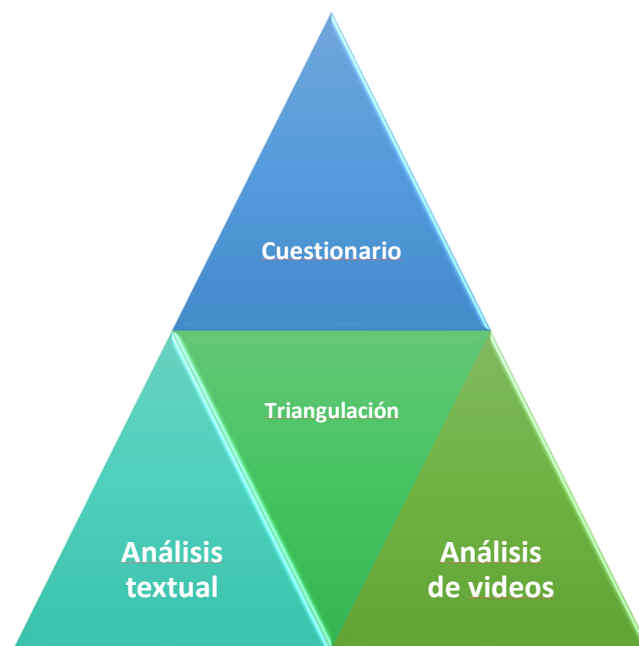 Cuestionario
Triangulación
Análisis
textual
Análisis
de videos